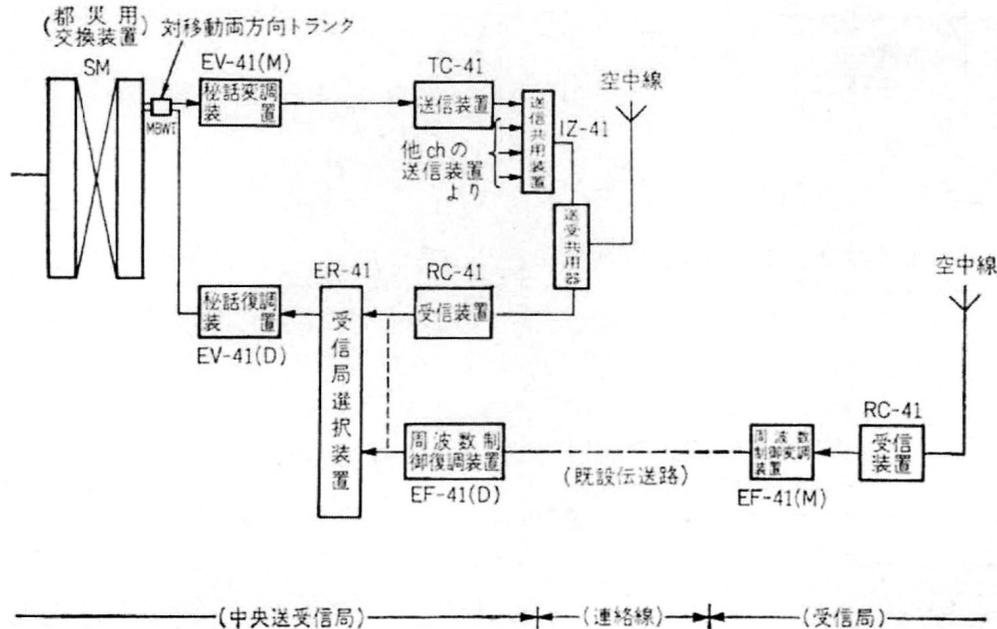 (都災用
交換装置)
対移動両方向トランク
SM
MBWT
EV-41(M)
秘話変調
装置
TC-41
送信装置
送信共用装置
IZ-41
空中線
他chの
送信装置
より
送受共用器
ER-41
受信局選択装置
RC-41
受信装置
秘話復調
装置
EV-41(D)
空中線
周波数制
御復調装置
EF-41(D)
(既設伝送路)
周波数
制御変調
装置
EF-41(M)
RC-41
受信
装置
(中央送受信局)
(連絡線)
(受信局)